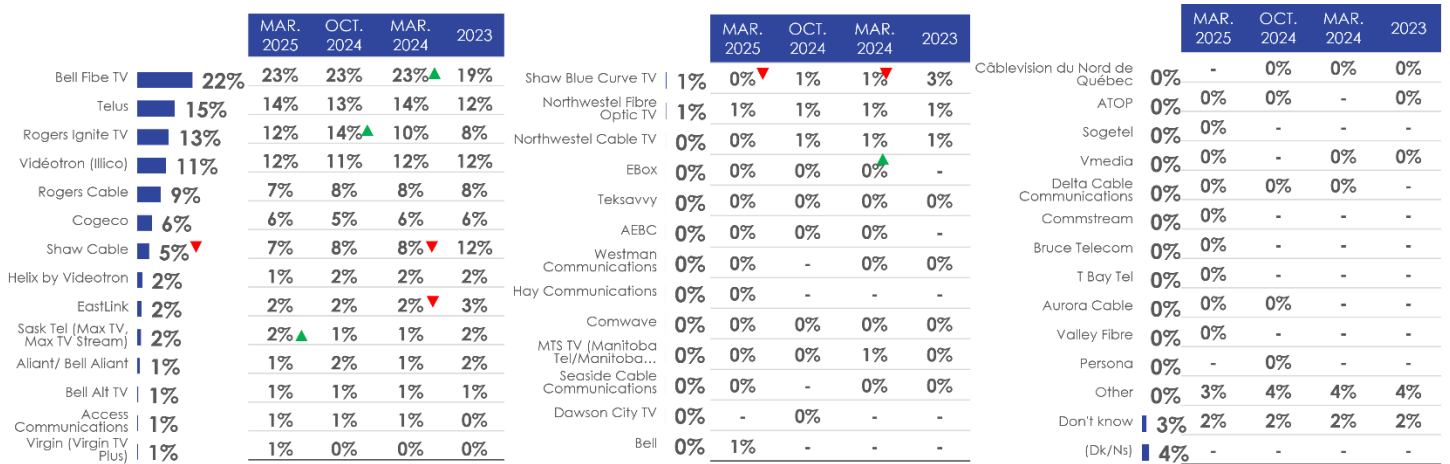 MAR. 2025 OCT. 2024 MAR. 2024 2023
Bell Fibe TV 22% 23% 23% 23% ▲ 19%
Telus 15% 14% 13% 14% 12%
Rogers Ignite TV 13% 12% 14% ▲ 10% 8%
Vidéotron (Illico) 11% 12% 11% 12% 12%
Rogers Cable 9% 7% 8% 8% 8%
Cogeco 6% 6% 5% 6% 6%
Shaw Cable 5% ▼ 7% 8% 8% ▼ 12%
Helix by Videotron 2% 1% 2% 2% 2%
EastLink 2% 2% 2% 2% ▼ 3%
Sask Tel (Max TV,
Max TV Stream) 2% 2% ▲ 1% 1% 2%
Aliant/ Bell Aliant 1% 1% 2% 1% 2%
Bell Alt TV 1% 1% 1% 1% 1%
Access
Communications 1% 1% 1% 1% 0%
Virgin (Virgin TV
Plus) 1% 1% 0% 0% 0%
MAR. 2025 OCT. 2024 MAR. 2024 2023
Shaw Blue Curve TV 1% 0% ▼ 1% 1% ▼ 3%
Northwestel Fibre
Optic TV 1% 1% 1% 1% 1%
Northwestel Cable TV 0% 0% 1% 1% 1%
EBox 0% 0% 0% 0% ▲ -
Teksavvy 0% 0% 0% 0% 0%
AEBC 0% 0% 0% 0% -
Westman
Communications 0% 0% - 0% 0%
Hay Communications 0% 0% - - -
Comwave 0% 0% 0% 0% 0%
MTS TV (Manitoba
Tel/Manitoba... 0% 0% 0% 1% 0%
Seaside Cable
Communications 0% 0% - 0% 0%
Dawson City TV 0% - 0% - -
Bell 0% 1% - - -
MAR. 2025 OCT. 2024 MAR. 2024 2023
Câblevision du Nord de
Québec 0% - 0% 0% 0%
ATOP 0% 0% 0% - 0%
Sogetel 0% 0% - - -
Vmedia 0% 0% - 0% 0%
Delta Cable
Communications 0% 0% 0% 0% -
Commstream 0% 0% - - -
Bruce Telecom 0% 0% - - -
T Bay Tel 0% 0% - - -
Aurora Cable 0% 0% 0% - -
Valley Fibre 0% 0% - - -
Persona 0% - 0% - -
Other 0% 3% 4% 4% 4%
Don't know 3% 2% 2% 2% 2%
(Dk/Ns) 4% - - - -